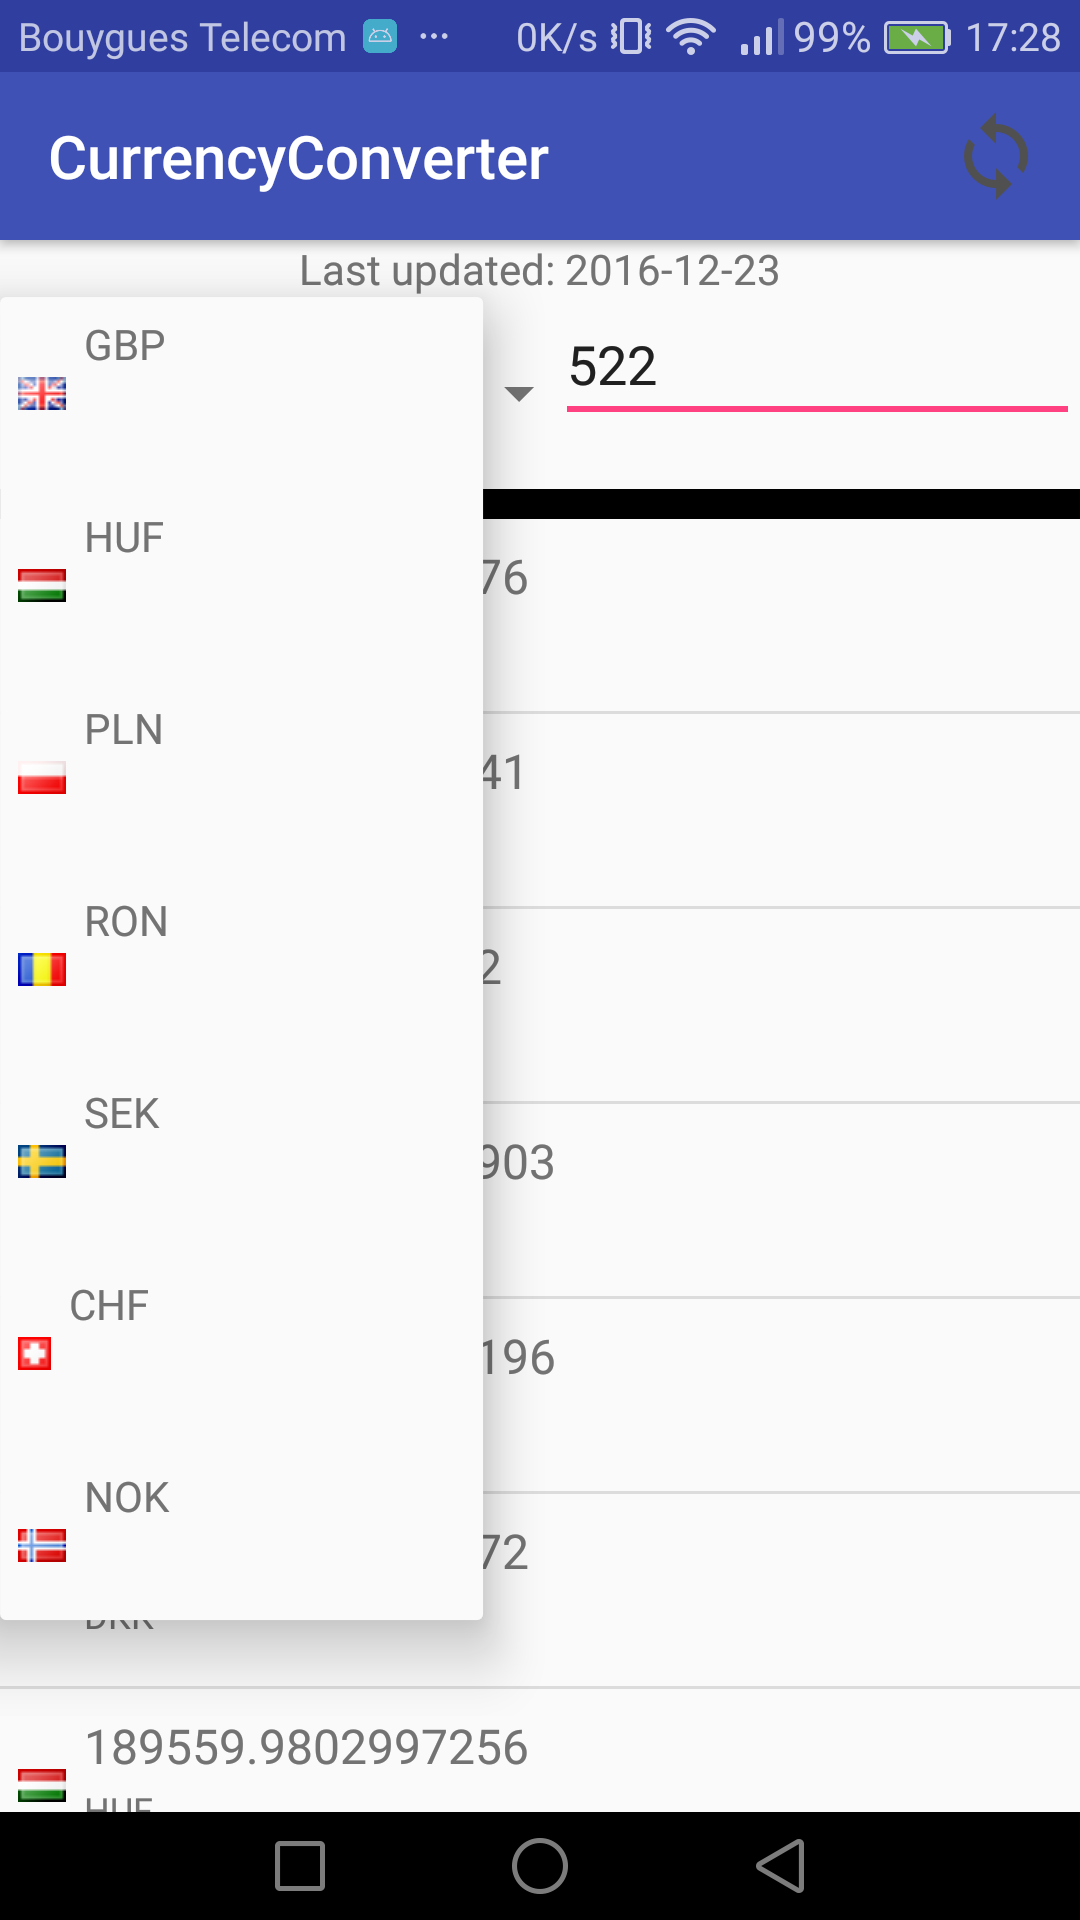 Bouygues Telecom ... 0K/s 99% 17:28
CurrencyConverter
Last updated: 2016-12-23
GBP
522
HUF
76
PLN
41
RON
2
SEK
903
CHF
196
NOK
72
DKK
189559.9802997256
HUF